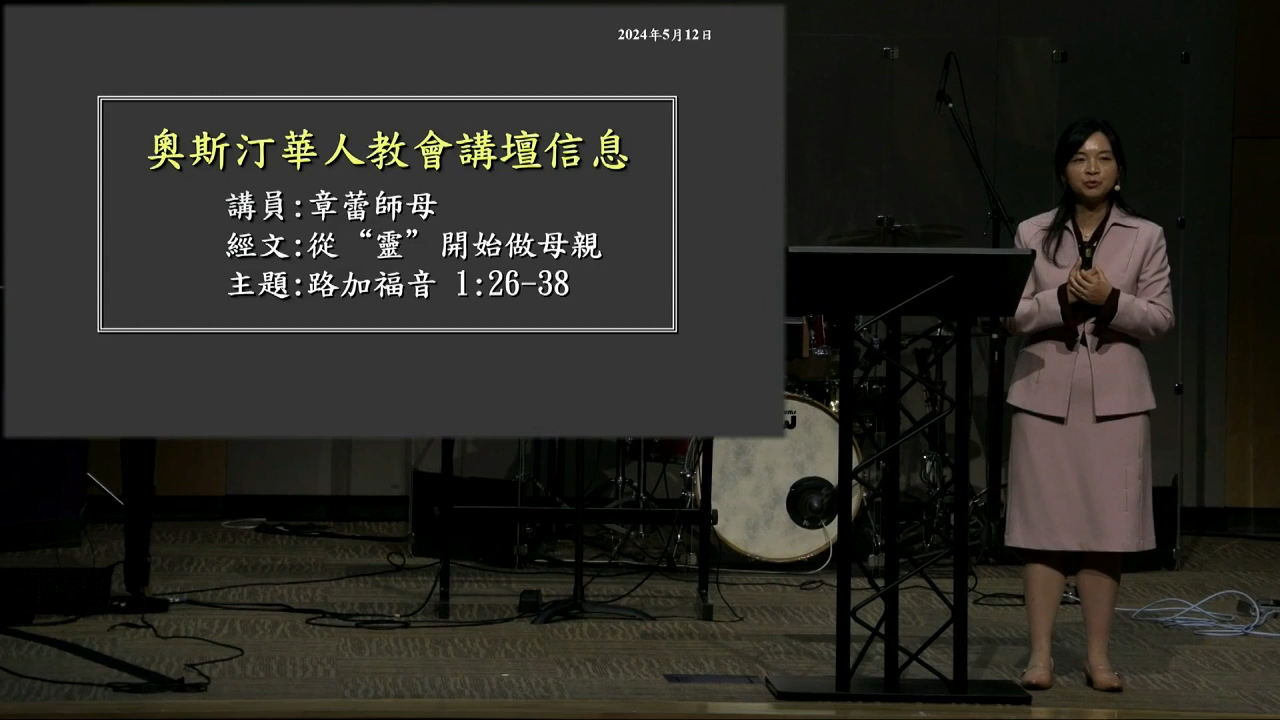 2024年5月12日
奧斯汀華人教會講壇信息
講員:章蕾師母
經文:從“靈”開始做母親
主題:路加福音 1:26-38